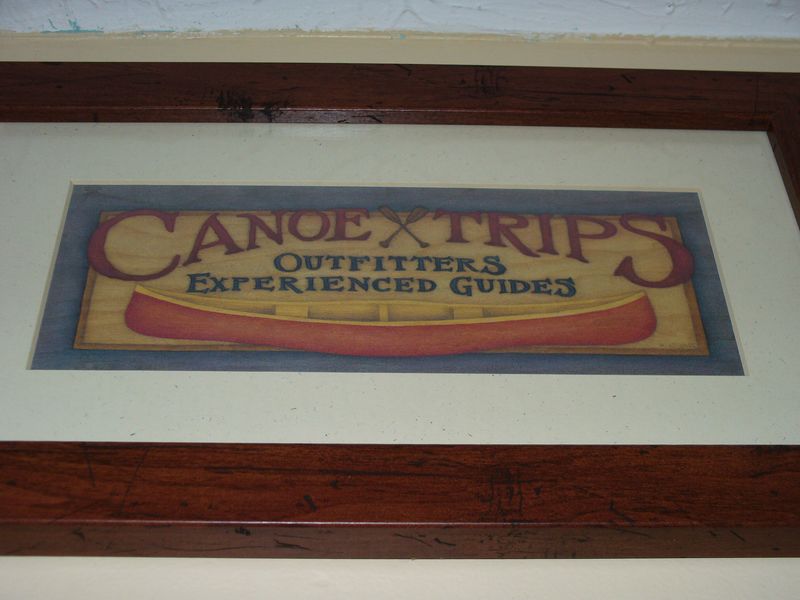 CANOE TRIPS
OUTFITTERS
EXPERIENCED GUIDES